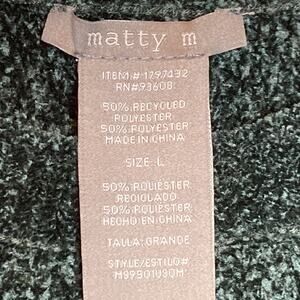 matty m
ITEM# 1797432
RN#93608
50% RECYCLED
POLYESTER
50% POLYESTER
MADE IN CHINA
SIZE: L
50% POLIESTER
RECICLADO
50% POLIESTER
HECHO EN CHINA
TALLA: GRANDE
STYLE/ESTILO#